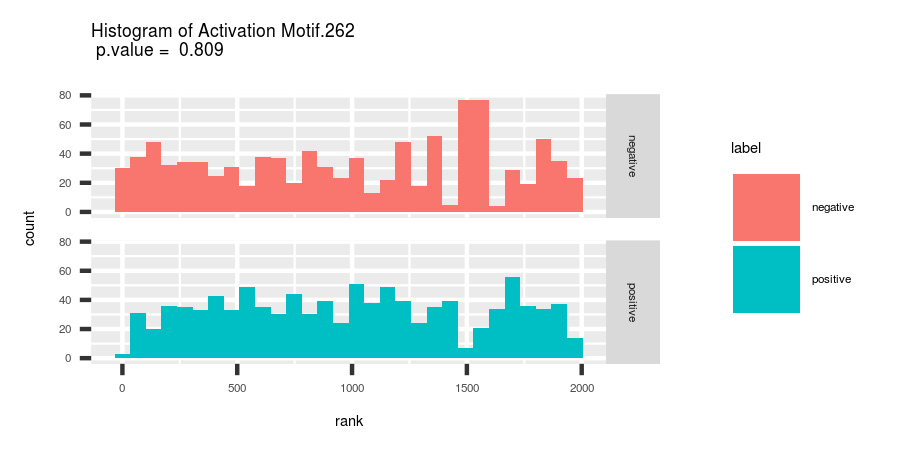 Histogram of Activation Motif.262
p.value = 0.809
80
60
40
20
0
negative
80
60
40
20
0
positive
0 500 1000 1500 2000
rank
count
label
negative
positive